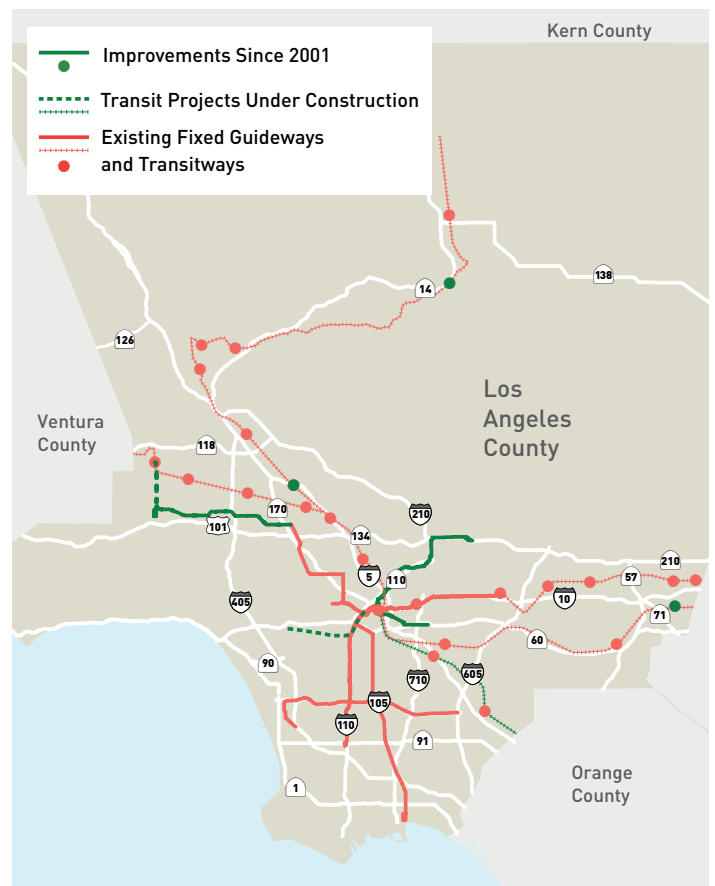 Kern County
Improvements Since 2001
Transit Projects Under Construction
Existing Fixed Guideways
and Transitways
138
14
126
Los
Angeles
County
Ventura
County
118
170
210
101
134
210
5
110
57
10
405
71
60
90
605
710
105
110
91
Orange
County
1